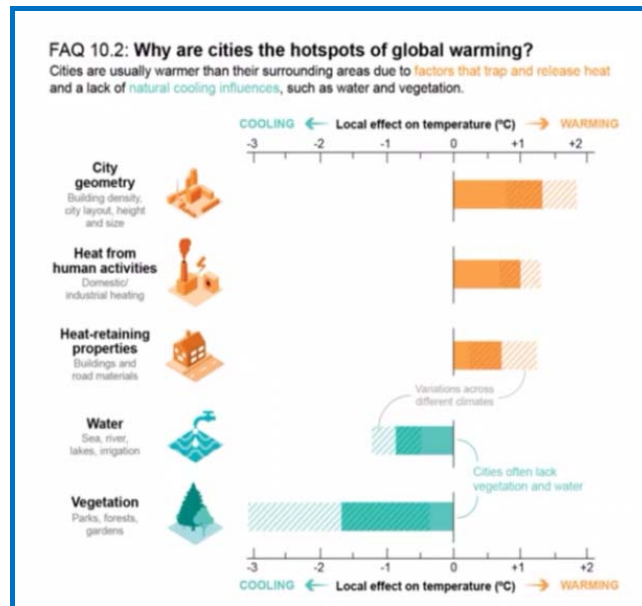 FAQ 10.2: Why are cities the hotspots of global warming?
Cities are usually warmer than their surrounding areas due to factors that trap and release heat
and a lack of natural cooling influences, such as water and vegetation.
COOLING Local effect on temperature (ºC) WARMING
-3 -2 -1 0 +1 +2
City
geometry
Building density,
city layout, height
and size
Heat from
human activities
Domestic/
industrial heating
Heat-retaining
properties
Buildings and
road materials
Variations across
different climates
Water
Sea, river,
lakes, irrigation
Cities often lack
vegetation and water
Vegetation
Parks, forests,
gardens
-3 -2 -1 0 +1 +2
COOLING Local effect on temperature (ºC) WARMING